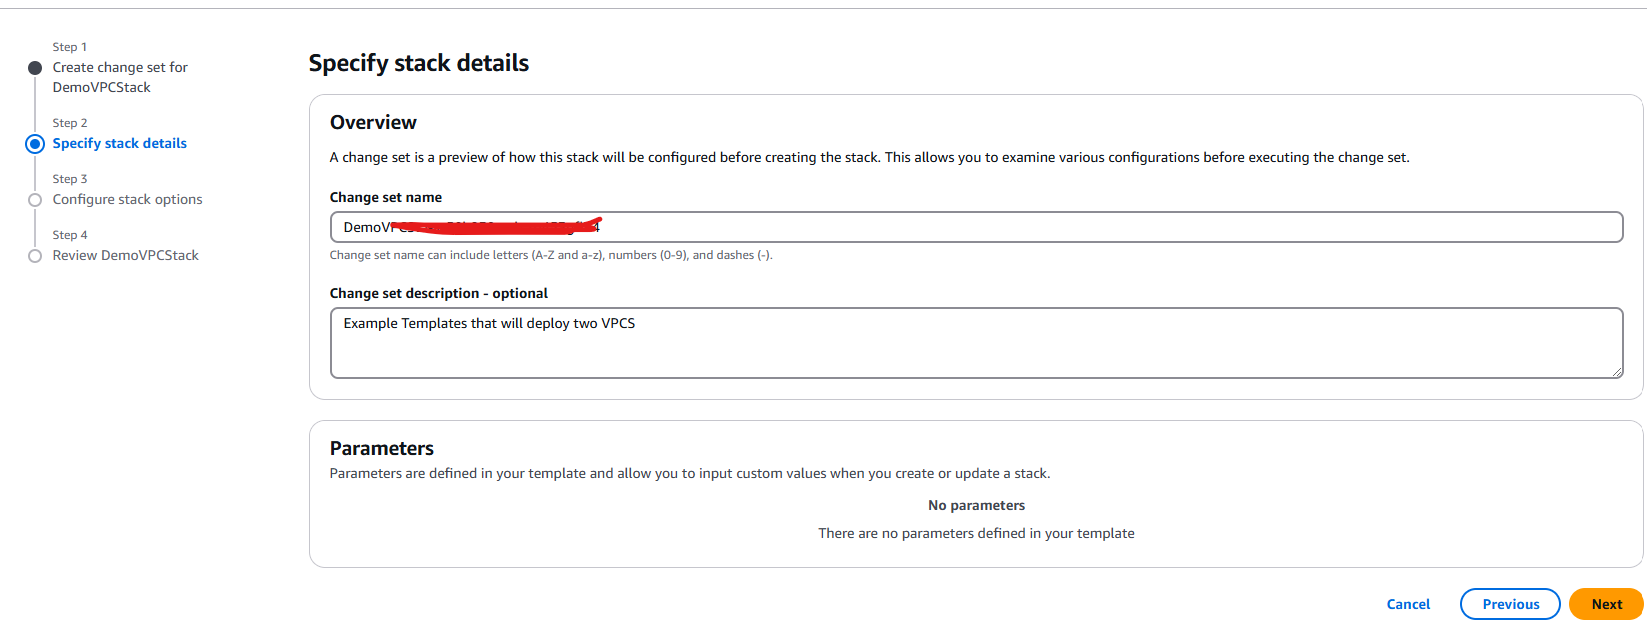 Step 1
Create change set for
DemoVPCStack
Step 2
Specify stack details
Step 3
Configure stack options
Step 4
Review DemoVPCStack
Specify stack details
Overview
A change set is a preview of how this stack will be configured before creating the stack. This allows you to examine various configurations before executing the change set.
Change set name
Change set name can include letters (A-Z and a-z), numbers (0-9), and dashes (-).
Change set description - optional
Example Templates that will deploy two VPCS
Parameters
Parameters are defined in your template and allow you to input custom values when you create or update a stack.
No parameters
There are no parameters defined in your template
Cancel
Previous
Next